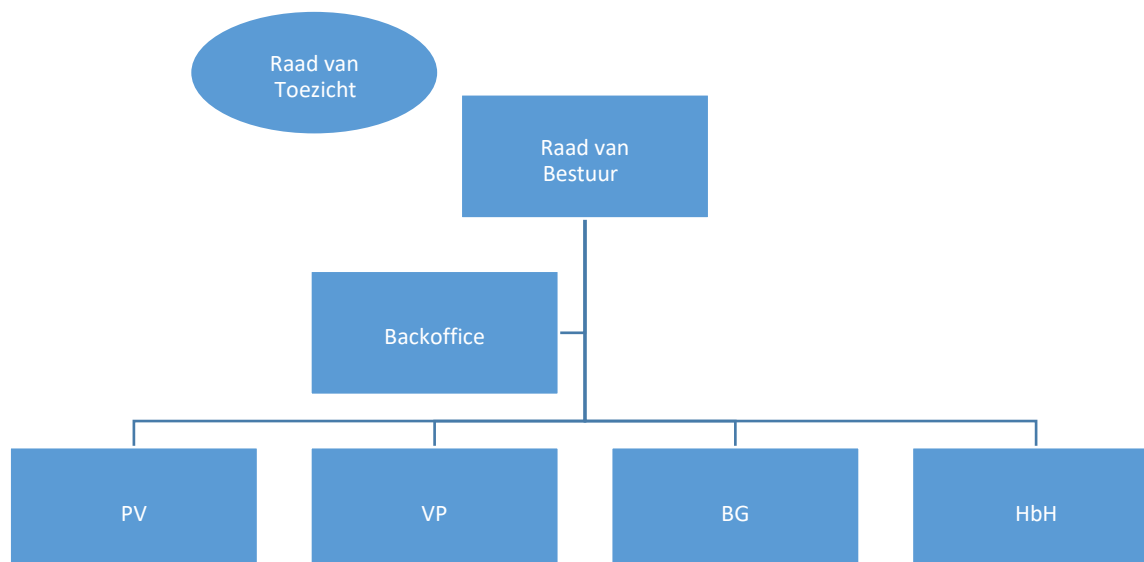 Raad van
Toezicht
Raad van
Bestuur
Backoffice
PV
VP
BG
HbH